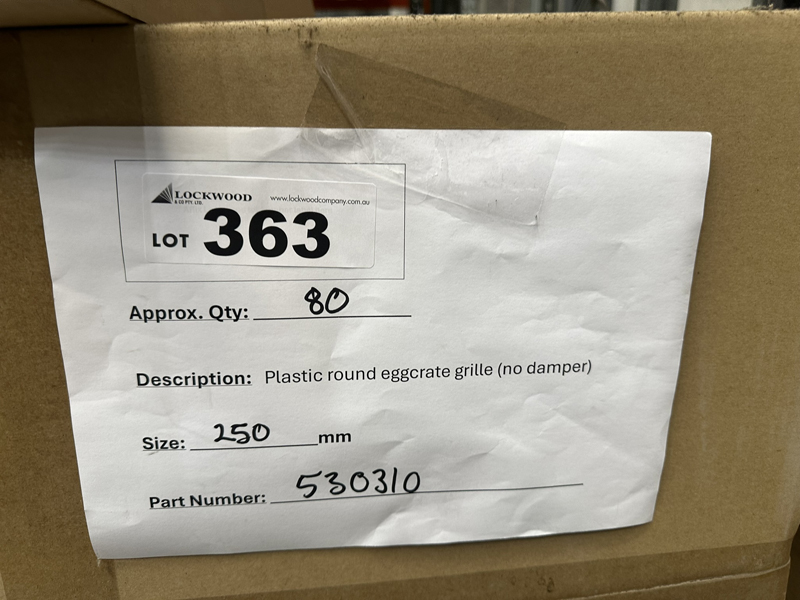 LOCKWOOD
& CO PTY. LTD.
www.lockwoodcompany.com.au
LOT 363
Approx. Qty: 80
Description: Plastic round eggcrate grille (no damper)
Size: 250 mm
Part Number: 530310